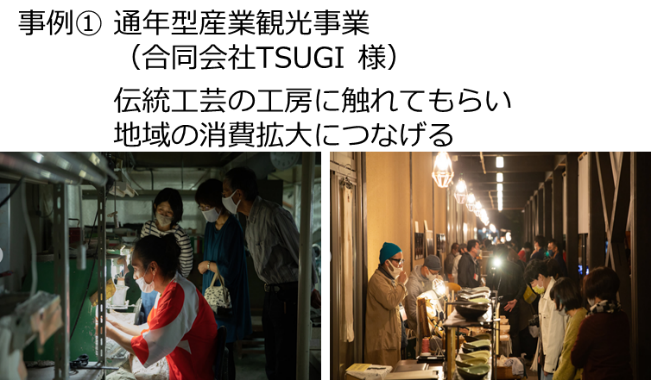 事例① 通年型産業観光事業
（合同会社TSUGI 様）
伝統工芸の工房に触れてもらい
地域の消費拡大につなげる